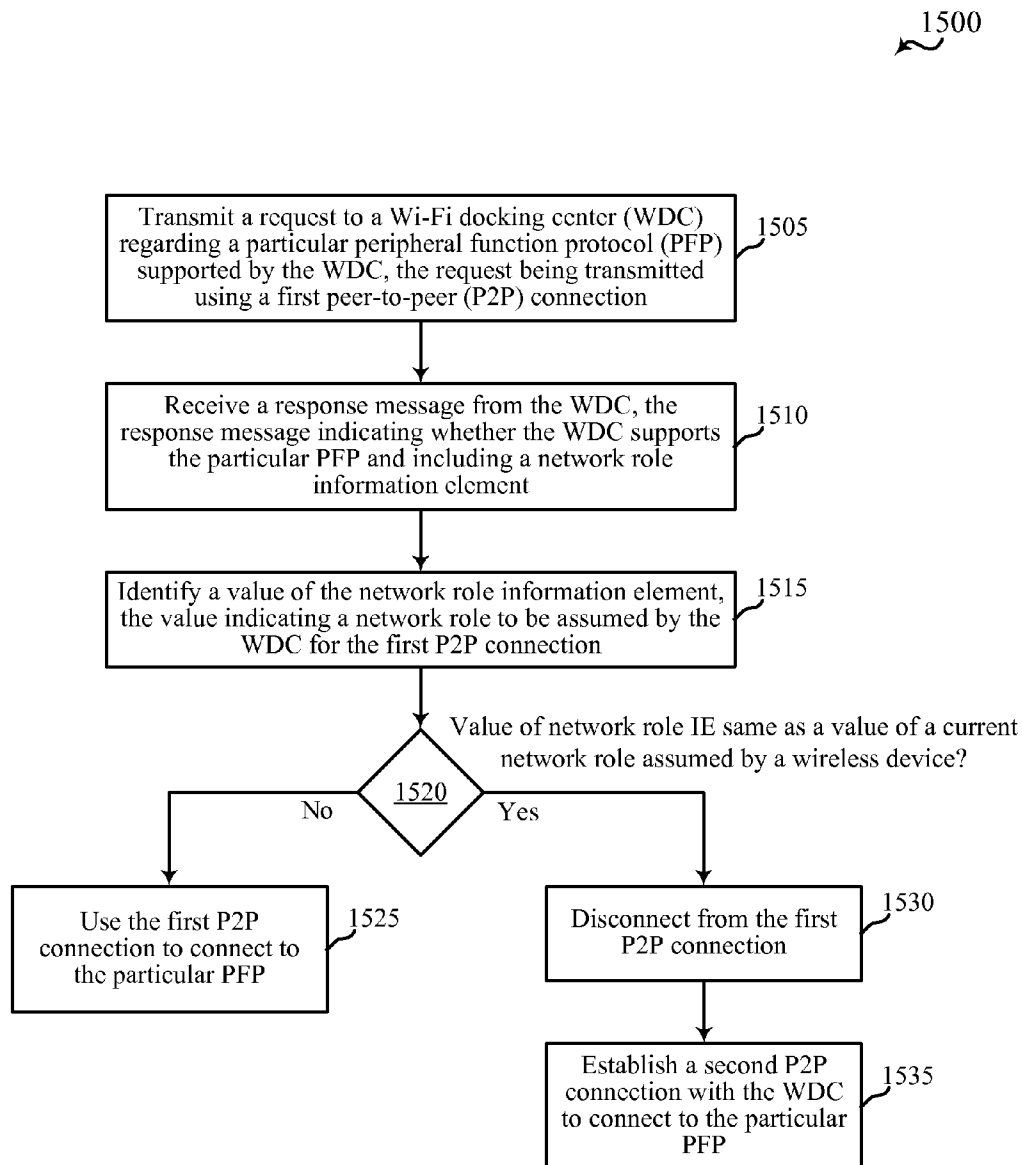 1500
Transmit a request to a Wi-Fi docking center (WDC)
regarding a particular peripheral function protocol (PFP)
supported by the WDC, the request being transmitted
using a first peer-to-peer (P2P) connection
1505
Receive a response message from the WDC, the
response message indicating whether the WDC supports
the particular PFP and including a network role
information element
1510
Identify a value of the network role information element,
the value indicating a network role to be assumed by the
WDC for the first P2P connection
1515
Value of network role IE same as a value of a current
network role assumed by a wireless device?
1520
No
Yes
Use the first P2P
connection to connect to
the particular PFP
1525
Disconnect from the first
P2P connection
1530
Establish a second P2P
connection with the WDC
to connect to the particular
PFP
1535